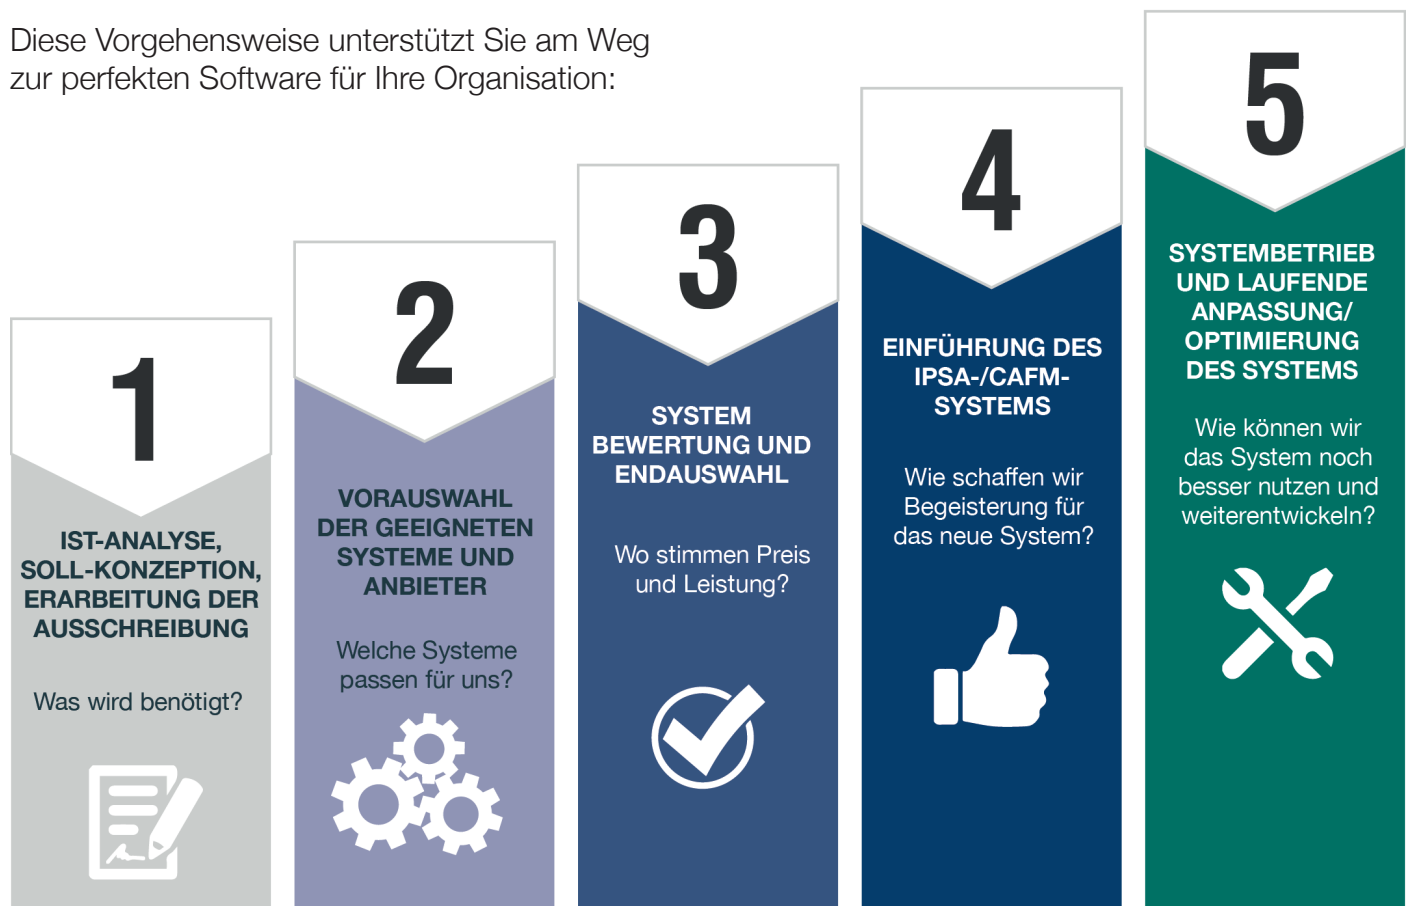 Diese Vorgehensweise unterstützt Sie am Weg
zur perfekten Software für Ihre Organisation:
1
IST-ANALYSE,
SOLL-KONZEPTION,
ERARBEITUNG DER
AUSSCHREIBUNG
Was wird benötigt?
2
VORAUSWAHL
DER GEEIGNETEN
SYSTEME UND
ANBIETER
Welche Systeme
passen für uns?
3
SYSTEM
BEWERTUNG UND
ENDAUSWAHL
Wo stimmen Preis
und Leistung?
4
EINFÜHRUNG DES
IPSA-/CAFM-
SYSTEMS
Wie schaffen wir
Begeisterung für
das neue System?
5
SYSTEMBETRIEB
UND LAUFENDE
ANPASSUNG/
OPTIMIERUNG
DES SYSTEMS
Wie können wir
das System noch
besser nutzen und
weiterentwickeln?